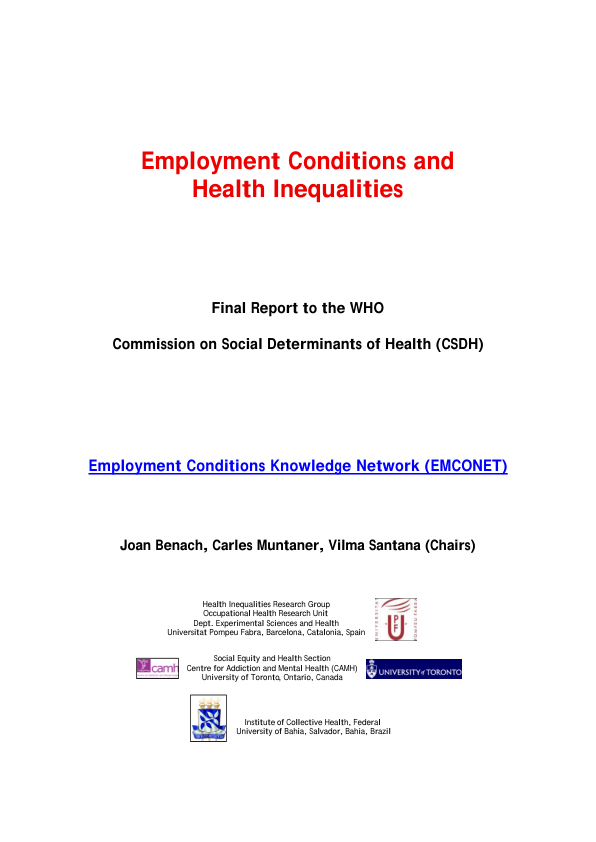 Employment Conditions and
Health Inequalities
Final Report to the WHO
Commission on Social Determinants of Health (CSDH)
Employment Conditions Knowledge Network (EMCONET)
Joan Benach, Carles Muntaner, Vilma Santana (Chairs)
Health Inequalities Research Group
Occupational Health Research Unit
Dept. Experimental Sciences and Health
Universitat Pompeu Fabra, Barcelona, Catalonia, Spain
UNIVERSITAT
POMPEU FABRA
UPF
camh
Social Equity and Health Section
Centre for Addiction and Mental Health (CAMH)
University of Toronto, Ontario, Canada
UNIVERSITY OF TORONTO
Institute of Collective Health, Federal
University of Bahia, Salvador, Bahia, Brazil